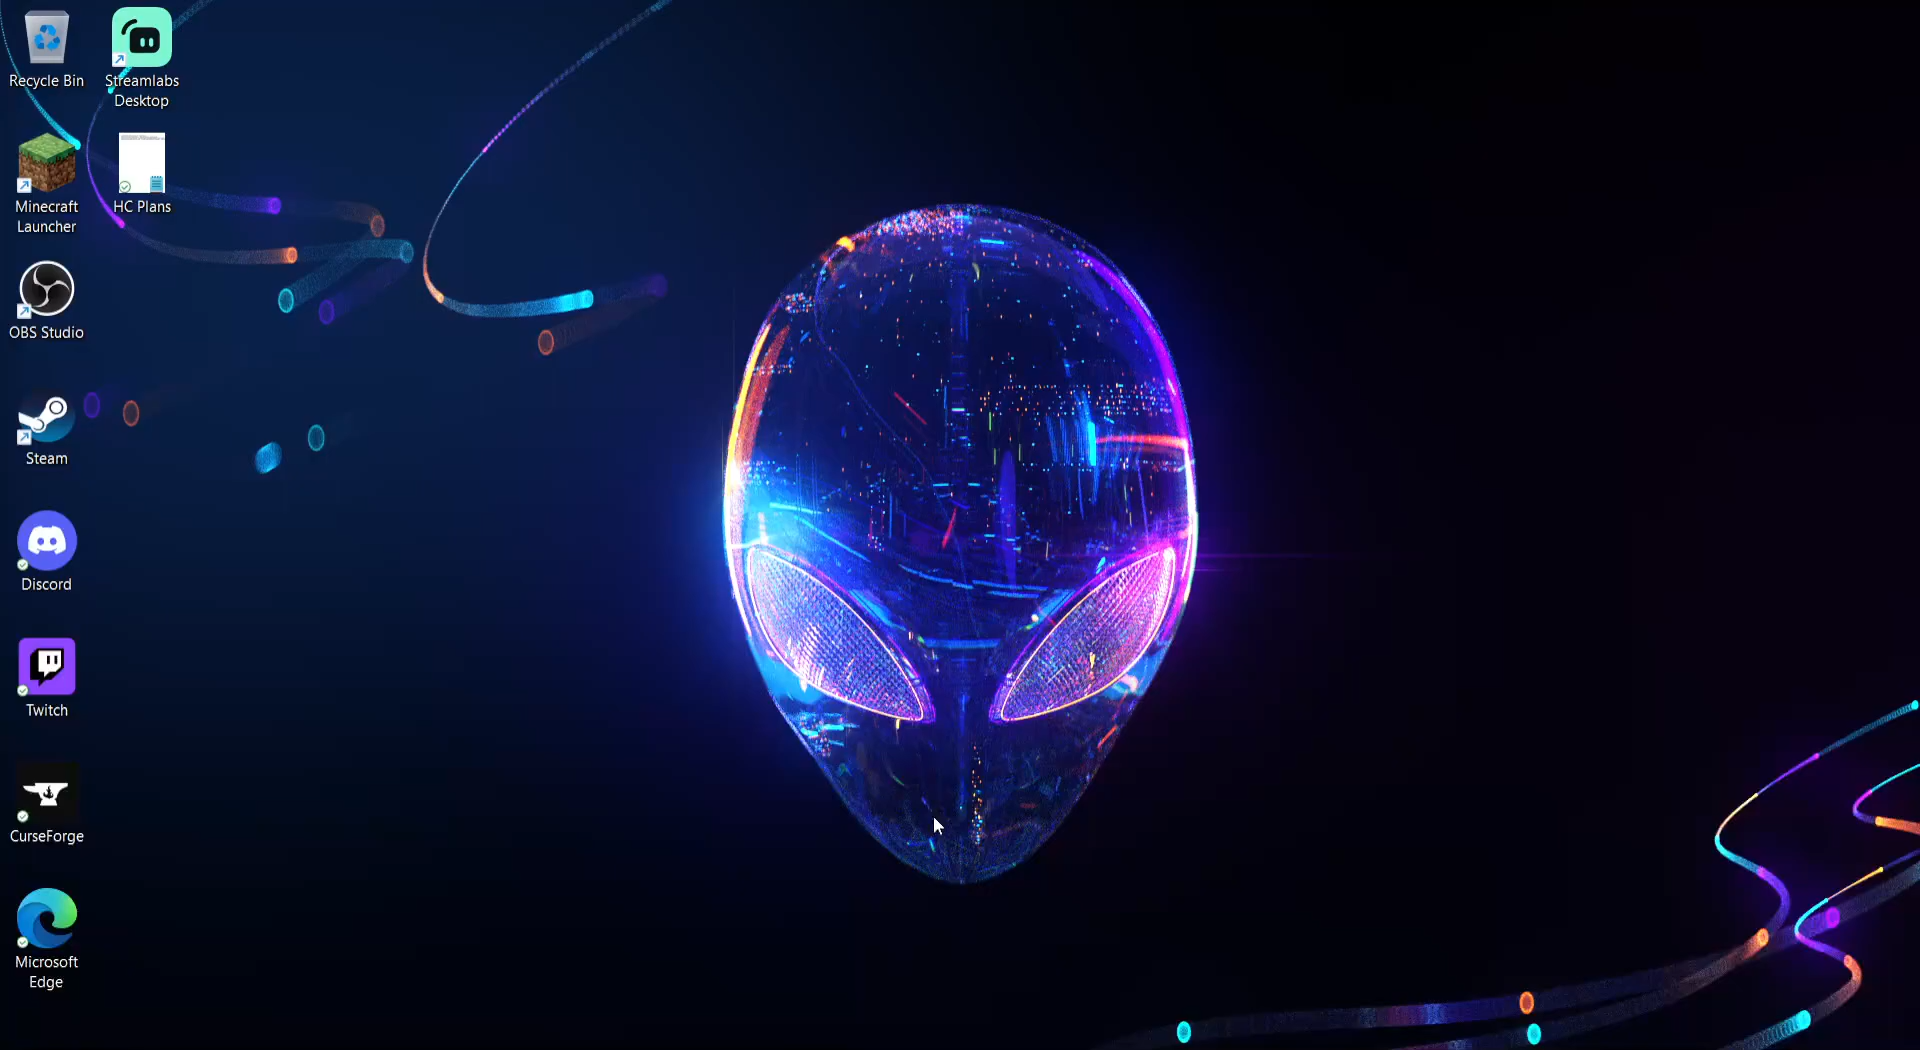 Recycle Bin
Streamlabs
Desktop
Minecraft
Launcher
HC Plans
OBS Studio
Steam
Discord
Twitch
CurseForge
Microsoft
Edge